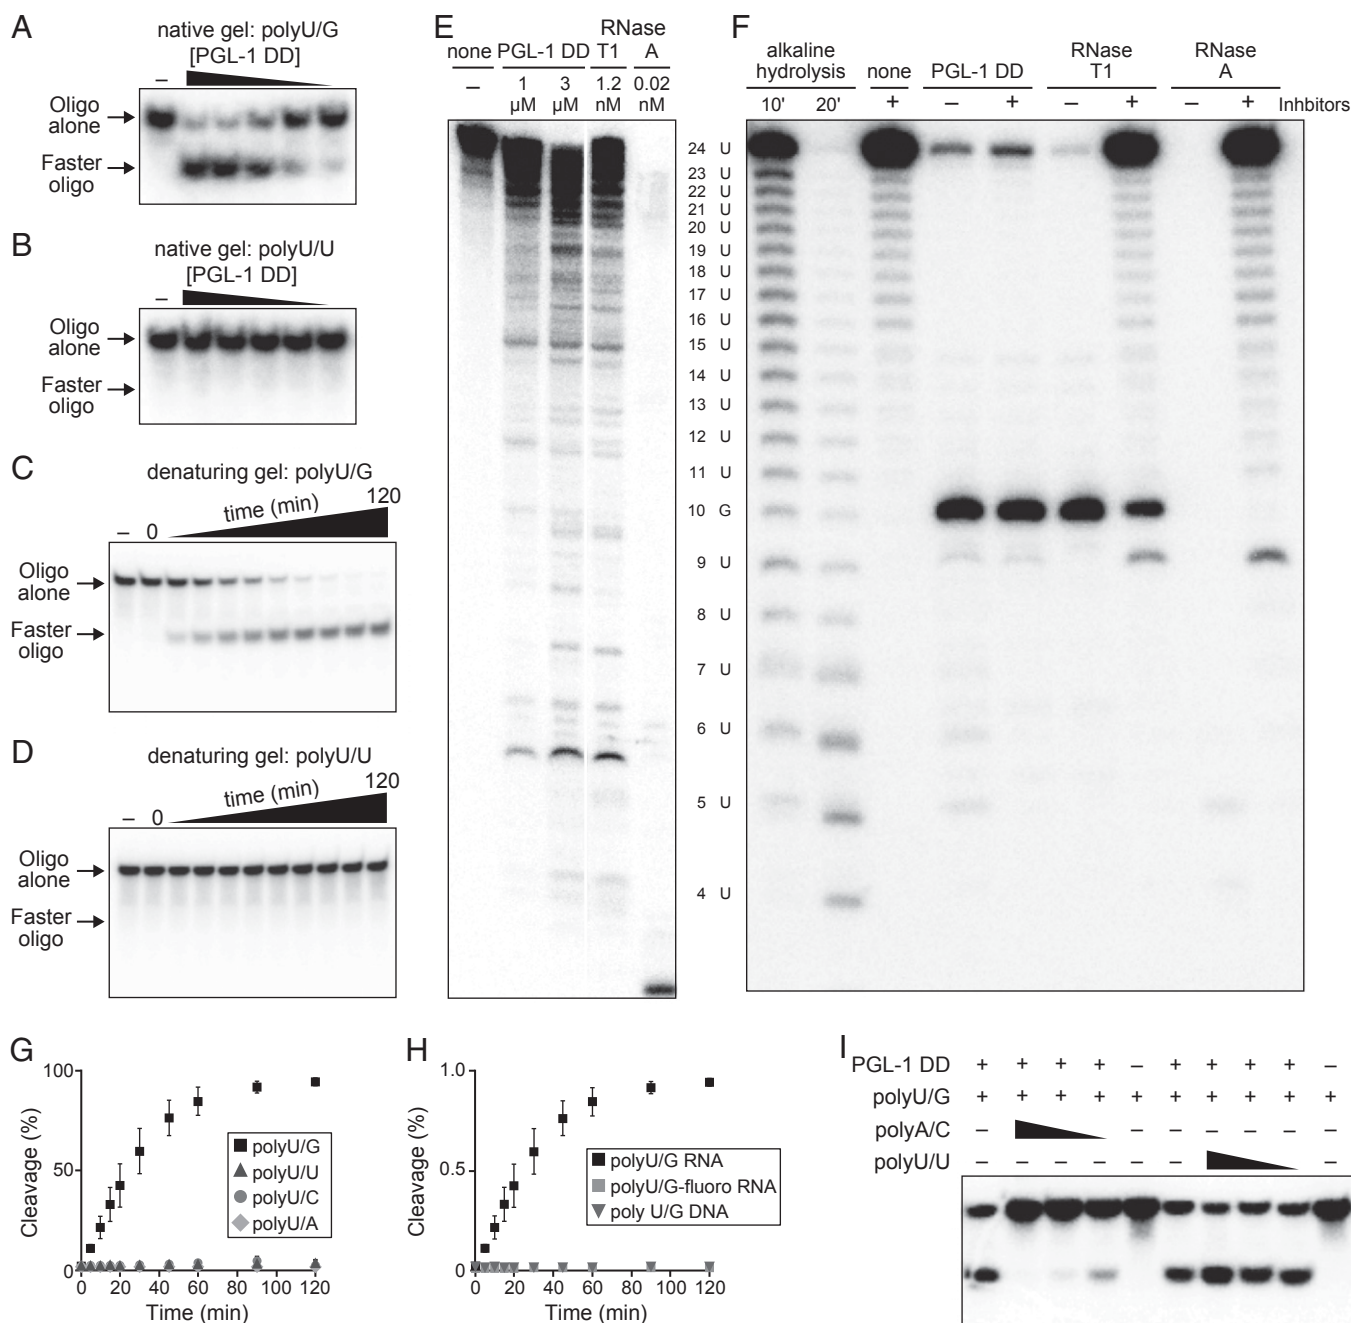 A
native gel: polyU/G
[PGL-1 DD]
–
Oligo
alone
Faster
oligo
B
native gel: polyU/U
[PGL-1 DD]
–
Oligo
alone
Faster
oligo
C
denaturing gel: polyU/G
time (min)
120
– 0
Oligo
alone
Faster
oligo
D
denaturing gel: polyU/U
time (min)
120
– 0
Oligo
alone
Faster
oligo
E
RNase
none PGL-1 DD T1 A
– 1 3 1.2 0.02
µM µM nM nM
F
alkaline
hydrolysis none PGL-1 DD RNase T1 RNase A
10' 20' + – + – + – + Inhbitors
24 U
23 U
22 U
21 U
20 U
19 U
18 U
17 U
16 U
15 U
14 U
13 U
12 U
11 U
10 G
9 U
8 U
7 U
6 U
5 U
4 U
G
100
50
0
Cleavage (%)
polyU/G
polyU/U
polyU/C
polyU/A
0 20 40 60 80 100 120
Time (min)
H
1.0
0.5
0
Cleavage (%)
polyU/G RNA
polyU/G-fluoro RNA
poly U/G DNA
0 20 40 60 80 100 120
Time (min)
I
PGL-1 DD + + + + – + + + + –
polyU/G + + + + + + + + + +
polyA/C – – – – – –
polyU/U – – – – – – –